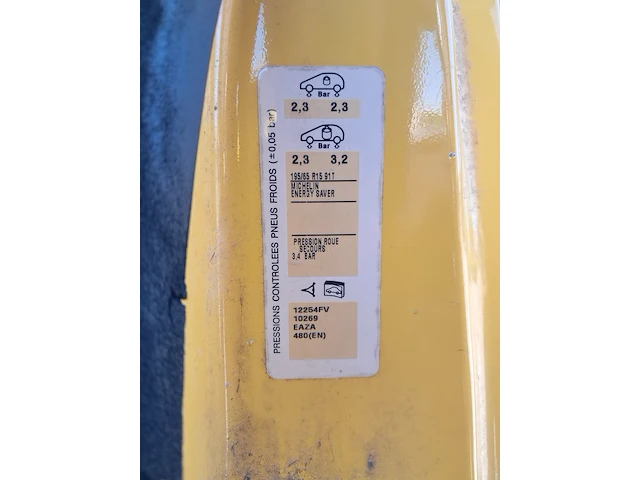 PRESSIONS CONTROLEES PNEUS FROIDS (±0,05 bar)
Bar
2,3 2,3
Bar
2,3 3,2
195/65 R15 91T
MICHELIN
ENERGY SAVER
PRESSION ROUE
SECOURS
3,4 BAR
12254FV
10269
EAZA
480(EN)